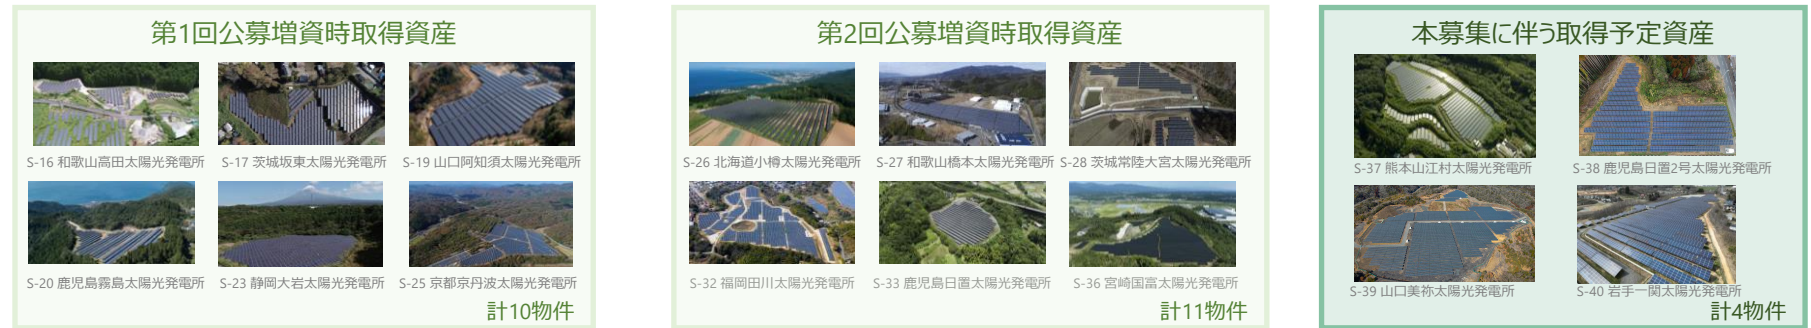 第1回公募増資時取得資産
S-16 和歌山高田太陽光発電所
S-17 茨城坂東太陽光発電所
S-19 山口阿知須太陽光発電所
S-20 鹿児島霧島太陽光発電所
S-23 静岡大岩太陽光発電所
S-25 京都京丹波太陽光発電所
計10物件
第2回公募増資時取得資産
S-26 北海道小樽太陽光発電所
S-27 和歌山橋本太陽光発電所
S-28 茨城常陸大宮太陽光発電所
S-32 福岡田川太陽光発電所
S-33 鹿児島日置太陽光発電所
S-36 宮崎国富太陽光発電所
計11物件
本募集に伴う取得予定資産
S-37 熊本山江村太陽光発電所
S-38 鹿児島日置2号太陽光発電所
S-39 山口美祢太陽光発電所
S-40 岩手一関太陽光発電所
計4物件